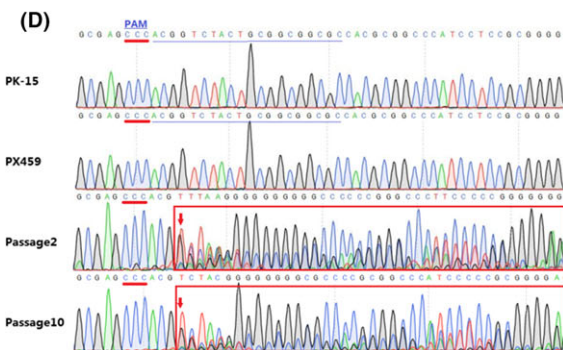 (D)
PAM
G C G A G C C C A C G G T C T A C T G C G G C G G C G C C A C G C G G C C C A T C C T C C G C G G G G
PK-15
G C G A G C C C A C G G T C T A C T G C G G C G G C G C C A C G C G G C C C A T C C T C C G C G G G G
PX459
G C G A G C C C A C G T T T A A G G G G G G G G G G G C C C C C C G G G C C C T T C C C C C G G G G G G G
Passage2
G C G A G C C C A C G T C T A C G G G G G G G G C G C C C C G C G G C C C A T C C C C C G C G G G G A
Passage10